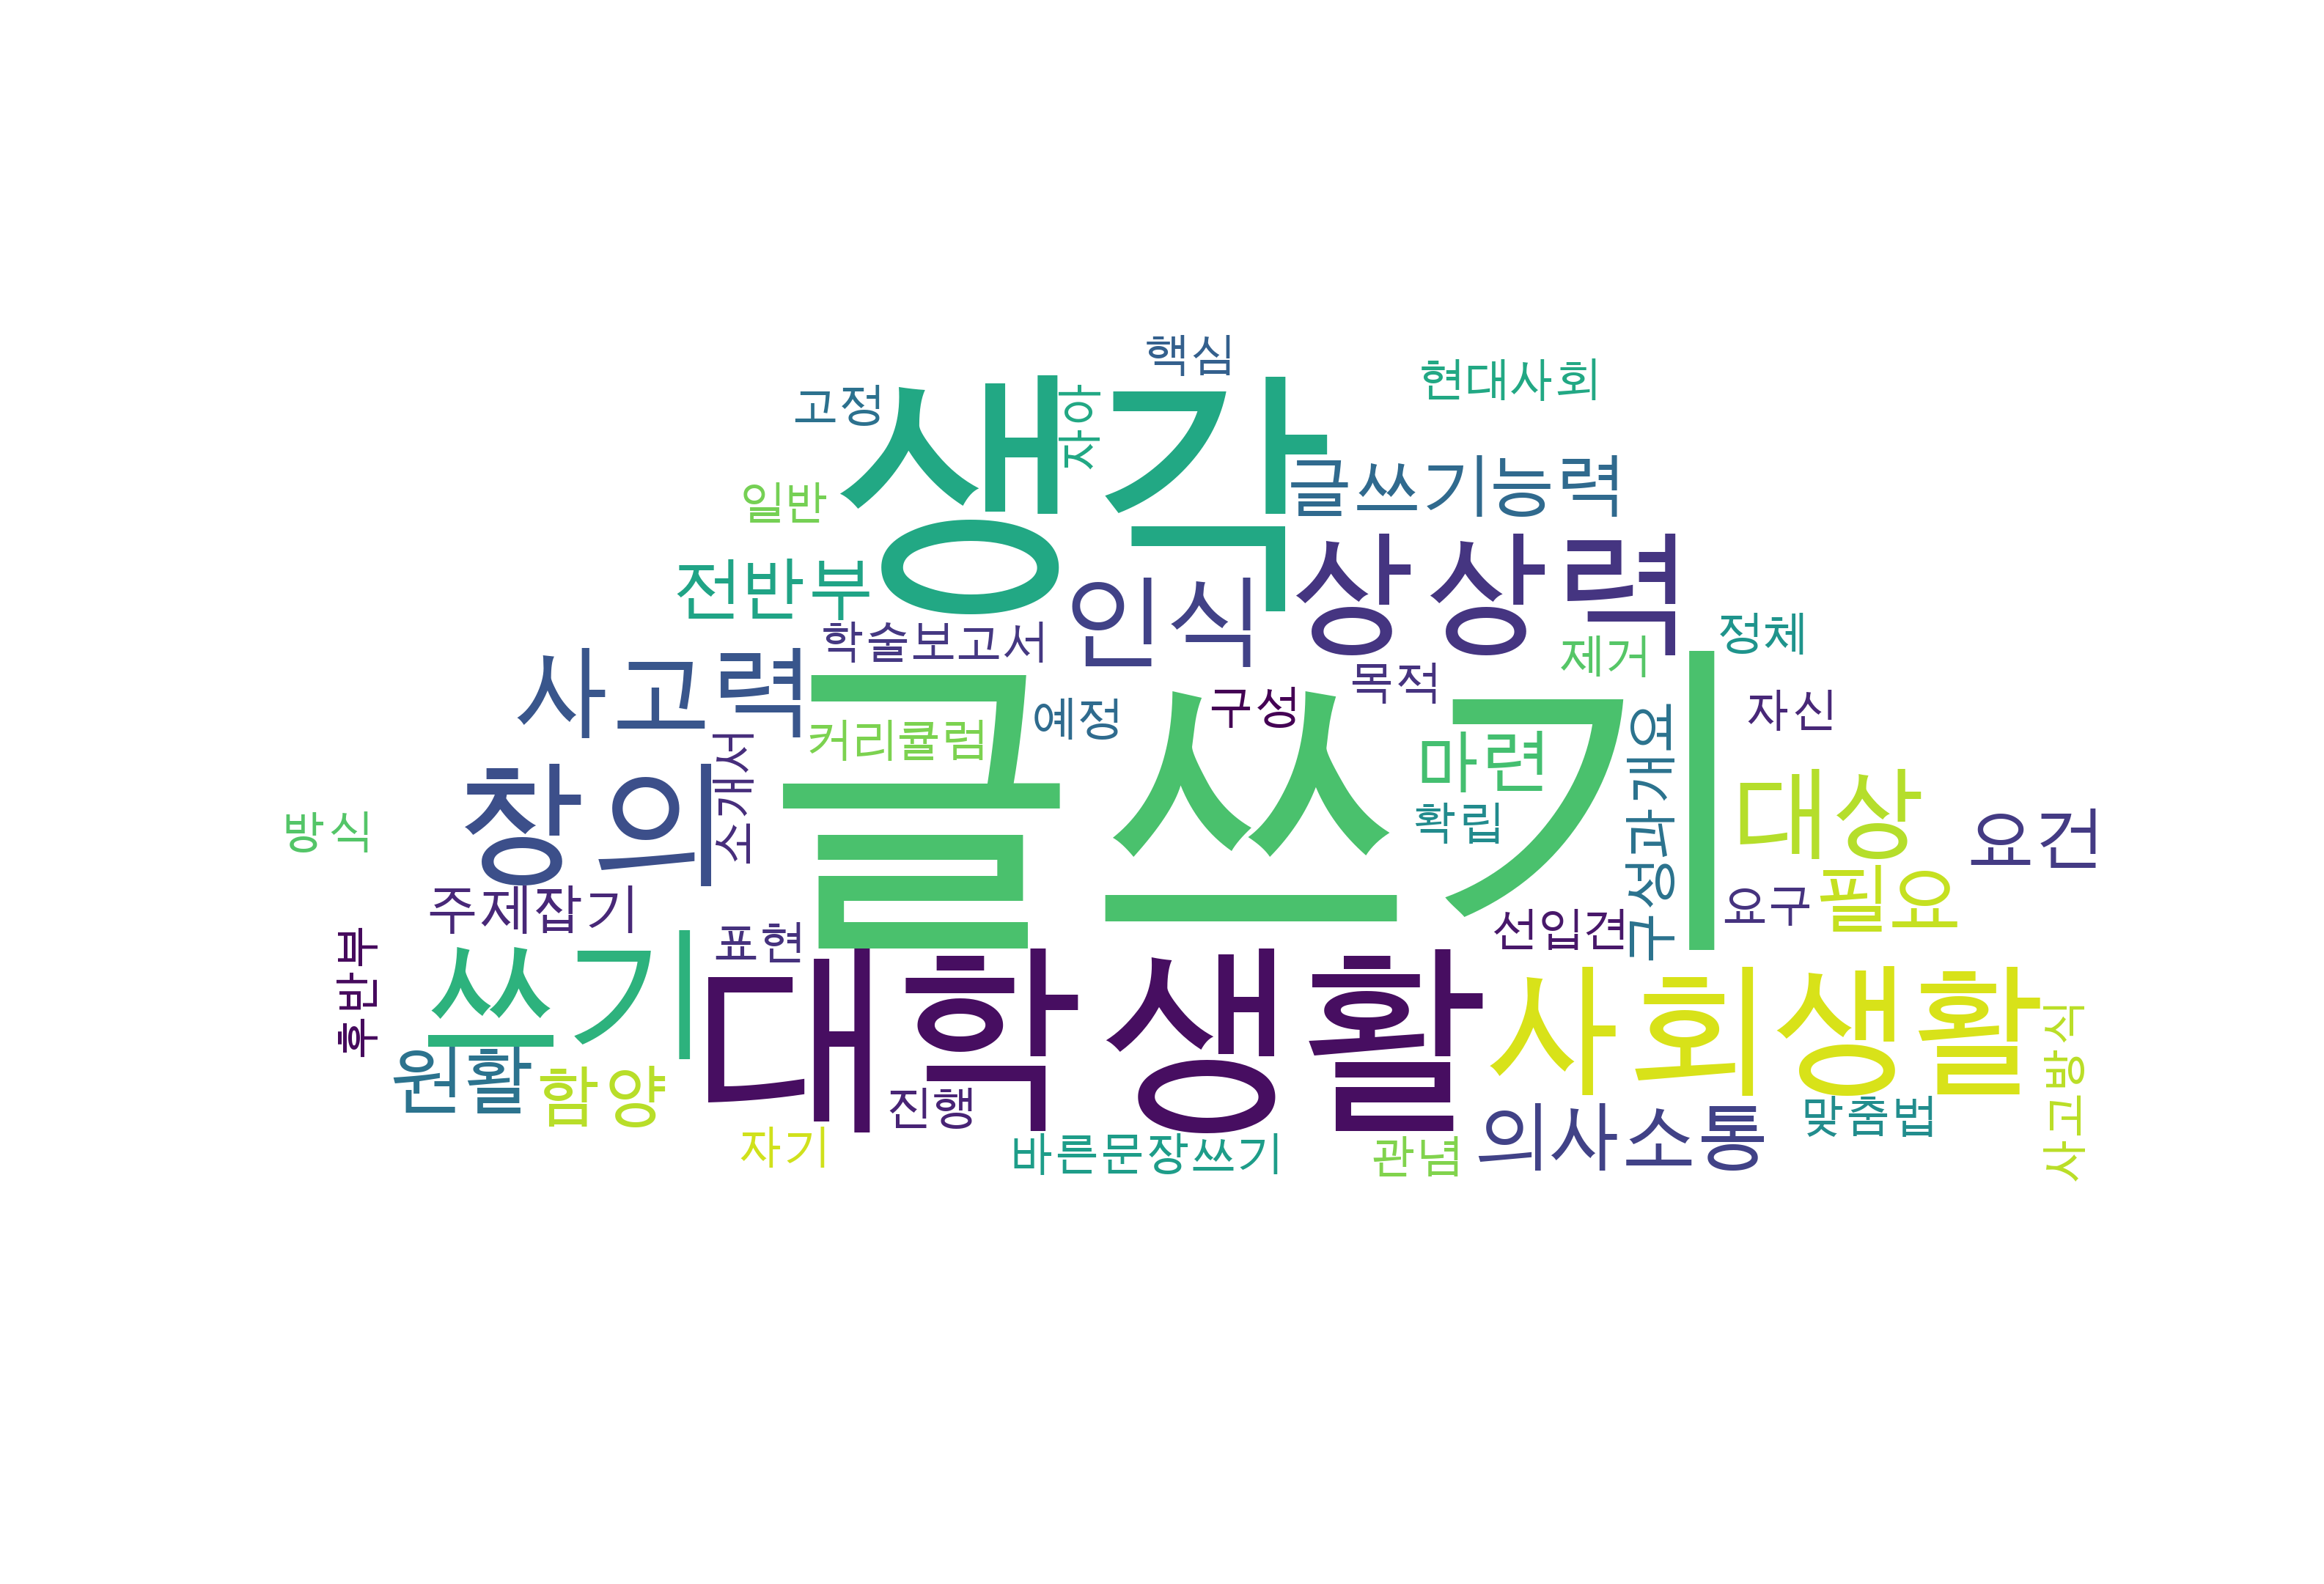 핵심
현대사회
고정
생각
자아
글쓰기능력
일반
상상력
전반부
인식
학술보고서
정체
제거
사고력
목적
글쓰기
예정
구성
자신
커리큘럼
마련
소개서
구성과개요
창의
대상
방식
확립
요건
필요
주제잡기
요구
선입견
표현
후반부
쓰기
대학생활
사회생활
사고방식
원활
함양
진행
의사소통
맞춤법
자기
바른문장쓰기
관념